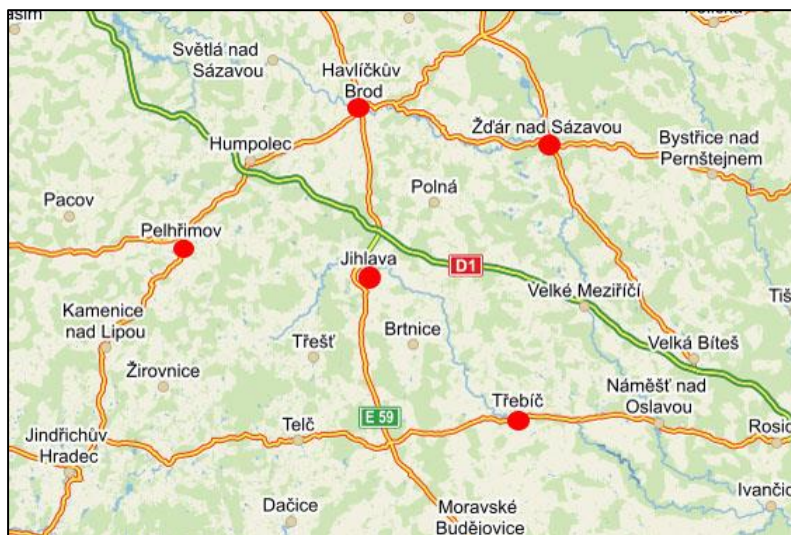 Světlá nad
Sázavou
Havlíčkův
Brod
Žďár nad Sázavou
Bystřice nad
Pernštejnem
Humpolec
Polná
Pacov
Pelhřimov
Jihlava
D1
Velké Meziříčí
Kamenice
nad Lipou
Třešť
Brtnice
Velká Bíteš
Žirovnice
Třebíč
Náměšť nad
Oslavou
E 59
Telč
Jindřichův
Hradec
Rosic
Dačice
Moravské
Budějovice
Ivančic